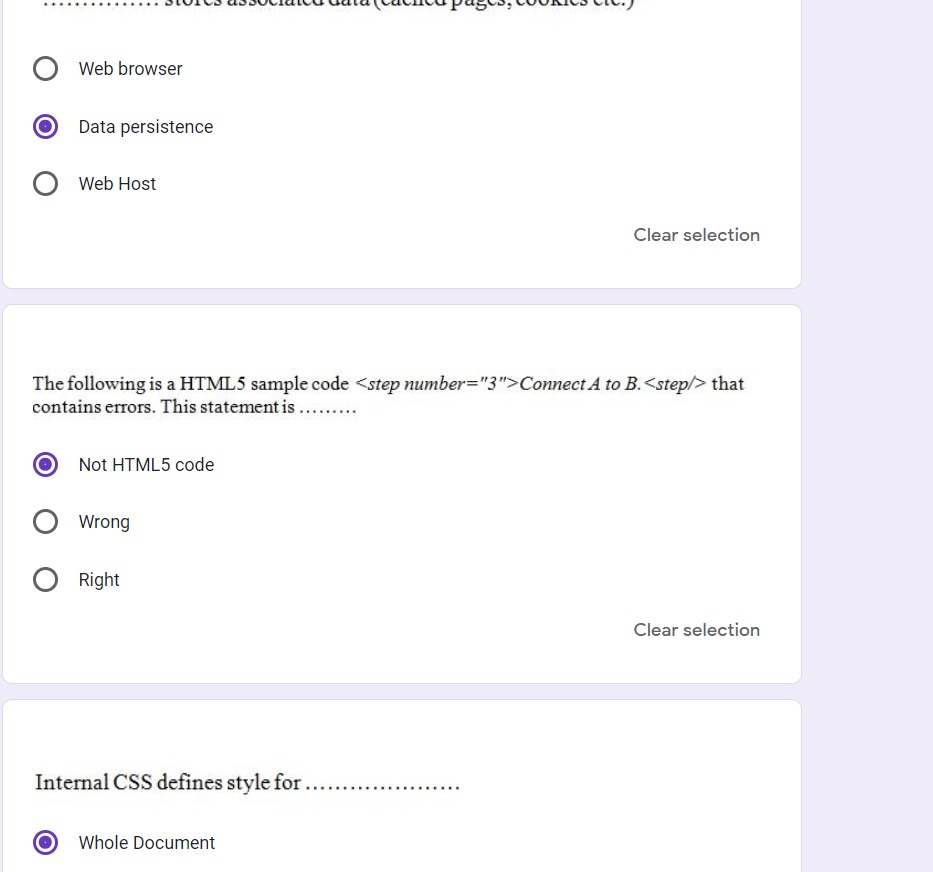 ............... stores associated data (cached pages, cookies etc.)
Web browser
Data persistence
Web Host
Clear selection
The following is a HTML5 sample code <step number="3">Connect A to B.<step/> that
contains errors. This statement is .........
Not HTML5 code
Wrong
Right
Clear selection
Internal CSS defines style for .....................
Whole Document